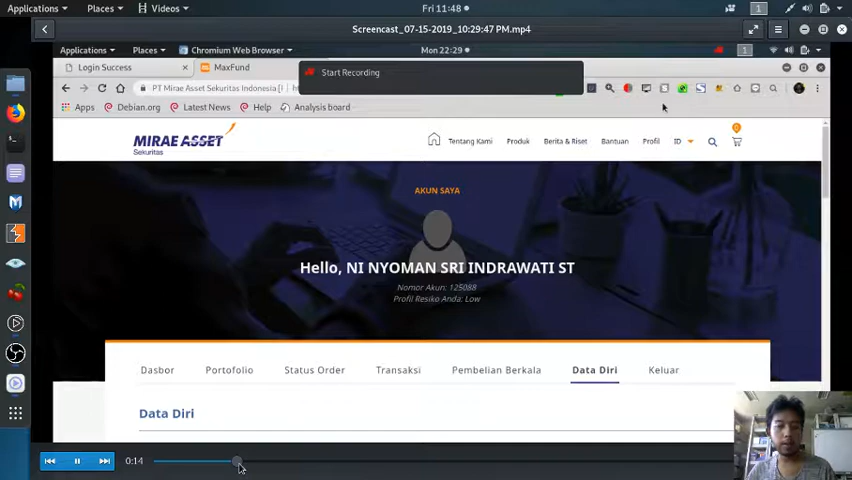 Applications Places Videos Fri 11:48
1
Screencast_07-15-2019_10:29:47 PM.mp4
Applications Places Chromium Web Browser Mon 22:29
1
Login Success × MaxFund
Start Recording
PT Mirae Asset Sekuritas Indonesia [
Apps Debian.org Latest News Help Analysis board
MIRAE ASSET
Sekuritas
Tentang Kami Produk Berita & Riset Bantuan Profil ID
0
AKUN SAYA
Hello, NI NYOMAN SRI INDRAWATI ST
Nomor Akun: 125088
Profil Resiko Anda: Low
Dasbor Portofolio Status Order Transaksi Pembelian Berkala Data Diri Keluar
Data Diri
0:14